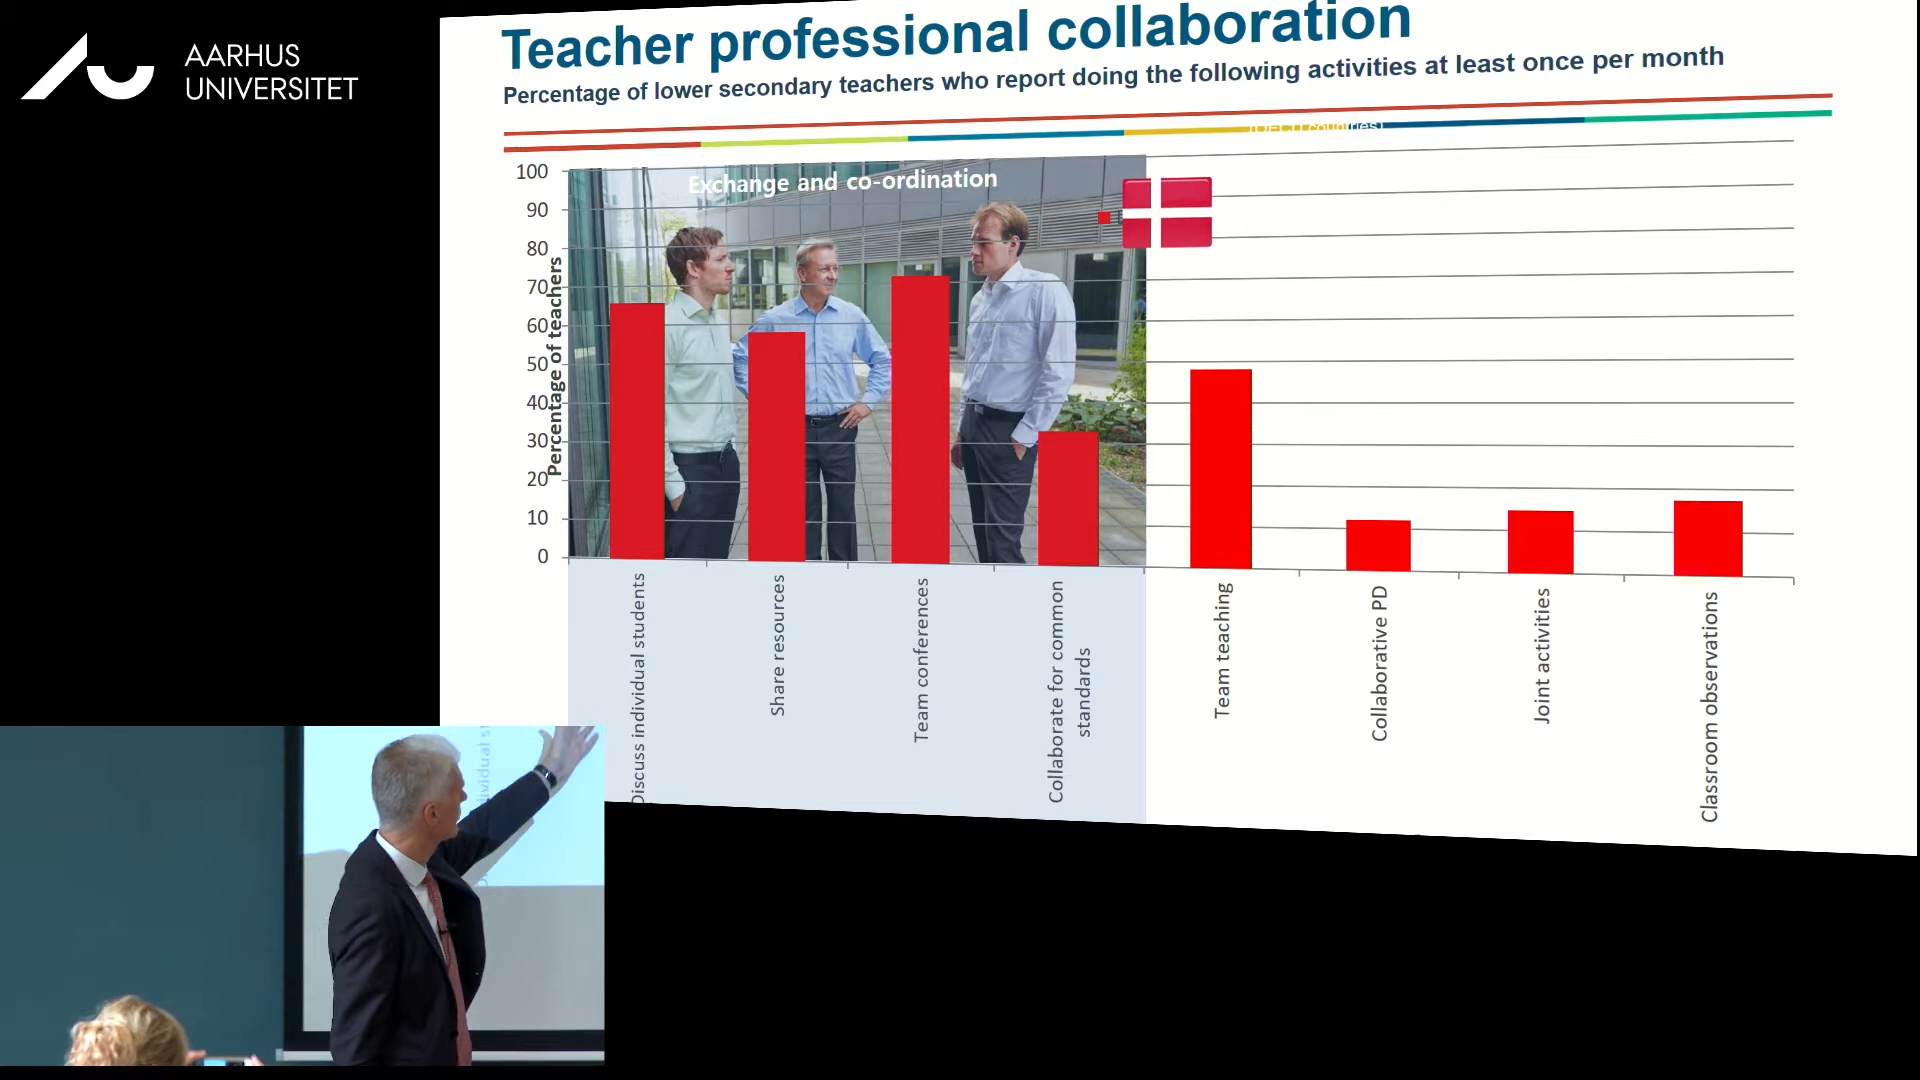 AARHUS
UNIVERSITET
Teacher professional collaboration
Percentage of lower secondary teachers who report doing the following activities at least once per month
(OECD countries)
Exchange and co-ordination
Percentage of teachers
100
90
80
70
60
50
40
30
20
10
0
Discuss individual students
Share resources
Team conferences
Collaborate for common
standards
Team teaching
Collaborative PD
Joint activities
Classroom observations